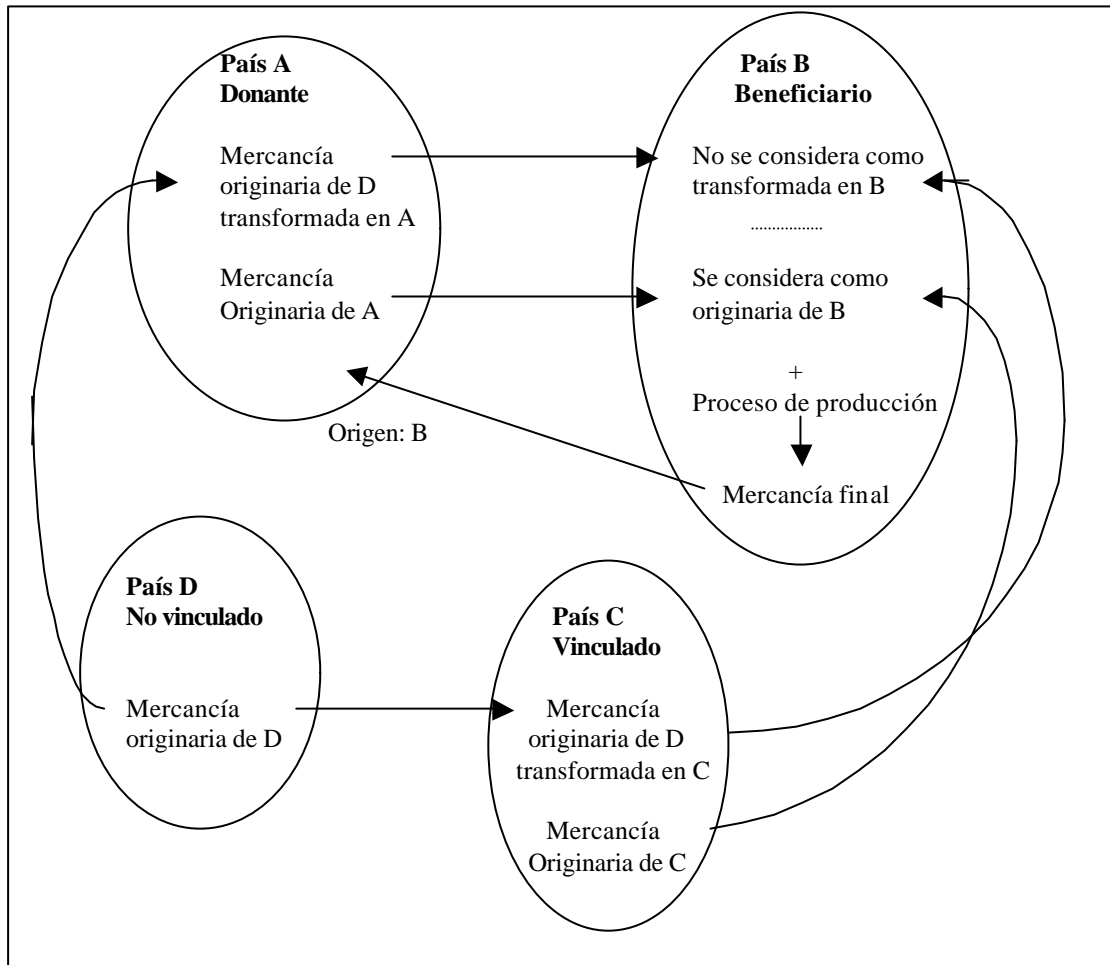 País A
Donante
Mercancía
originaria de D
transformada en A
Mercancía
Originaria de A
País B
Beneficiario
No se considera como
transformada en B
.................
Se considera como
originaria de B
+
Proceso de producción
Mercancía final
Origen: B
País D
No vinculado
Mercancía
originaria de D
País C
Vinculado
Mercancía
originaria de D
transformada en C
Mercancía
Originaria de C